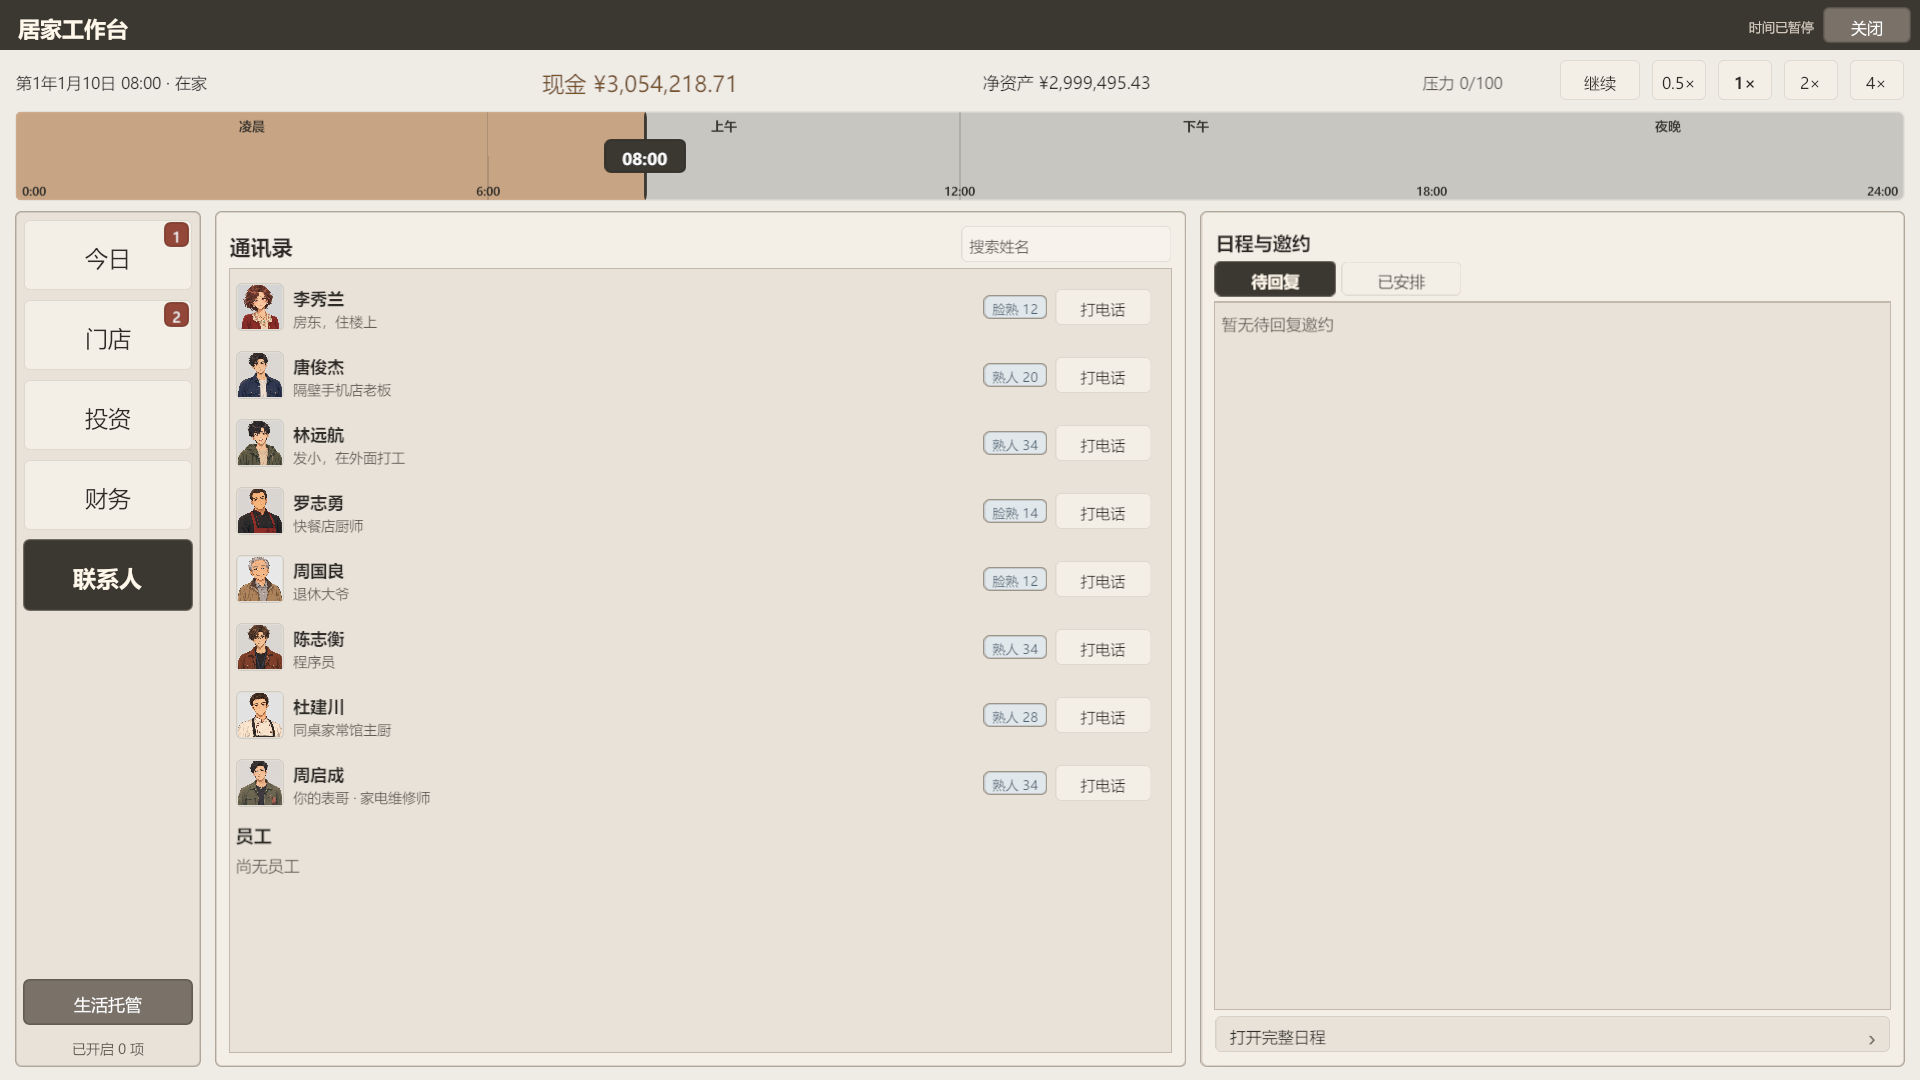 居家工作台
时间已暂停
关闭
第1年1月10日 08:00 · 在家
现金 ¥3,054,218.71
净资产 ¥2,999,495.43
压力 0/100
继续
0.5×
1×
2×
4×
凌晨
上午
下午
夜晚
08:00
0:00
6:00
12:00
18:00
24:00
今日
1
门店
2
投资
财务
联系人
生活托管
已开启 0 项
通讯录
搜索姓名
李秀兰
房东，住楼上
脸熟 12
打电话
唐俊杰
隔壁手机店老板
熟人 20
打电话
林远航
发小，在外面打工
熟人 34
打电话
罗志勇
快餐店厨师
脸熟 14
打电话
周国良
退休大爷
脸熟 12
打电话
陈志衡
程序员
熟人 34
打电话
杜建川
同桌家常馆主厨
熟人 28
打电话
周启成
你的表哥 · 家电维修师
熟人 34
打电话
员工
尚无员工
日程与邀约
待回复
已安排
暂无待回复邀约
打开完整日程
›